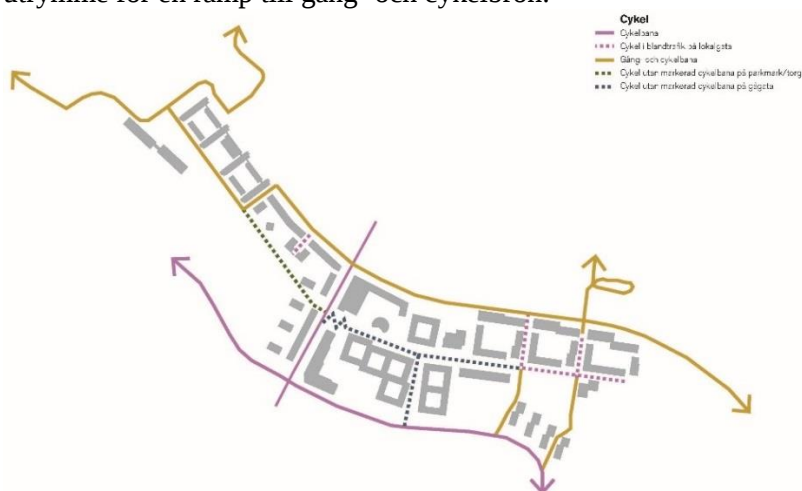 utrymme för en ramp till gång- och cykelbron.
Cykel
Cykelbana
Cykel i blandtrafik på lokalgata
Gång- och cykelbana
Cykel utan markerad cykelbana på parkmark/torg
Cykel utan markerad cykelbana på gågata